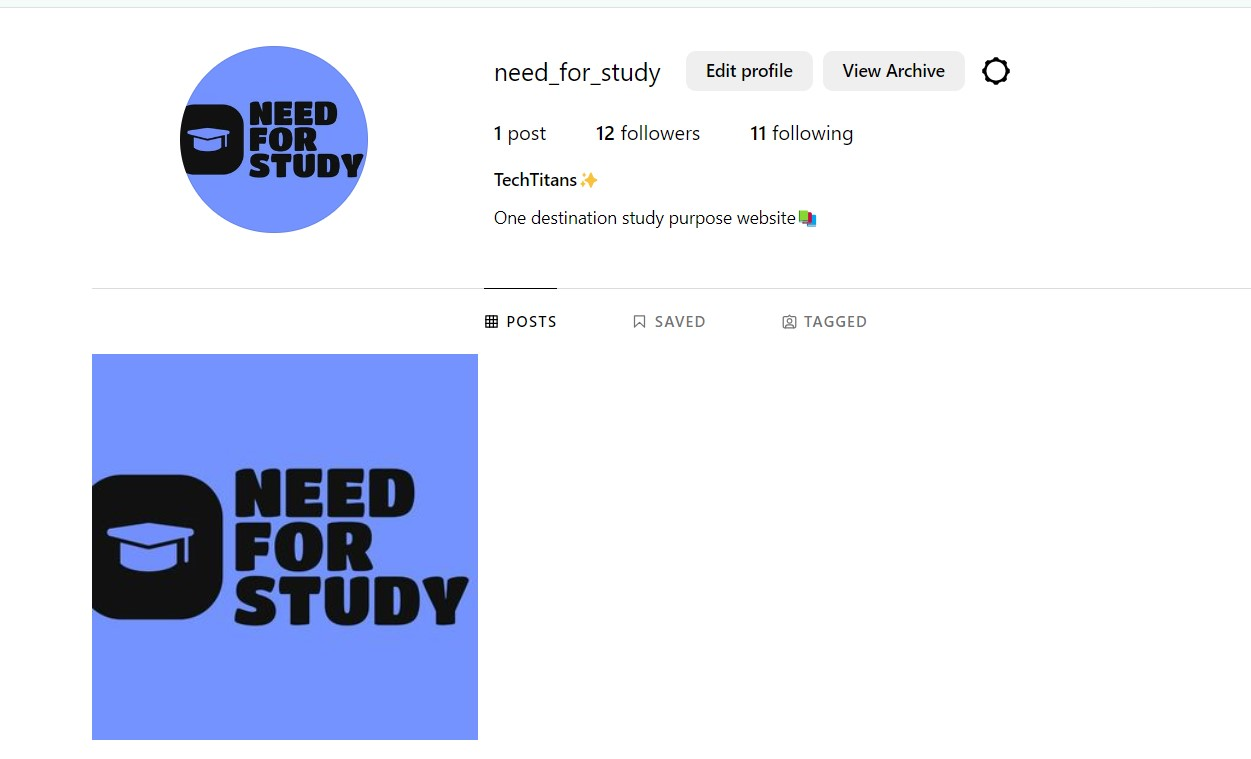 NEED
FOR
STUDY
need_for_study Edit profile View Archive
1 post 12 followers 11 following
TechTitans✨
One destination study purpose website📚
POSTS SAVED TAGGED
NEED
FOR
STUDY